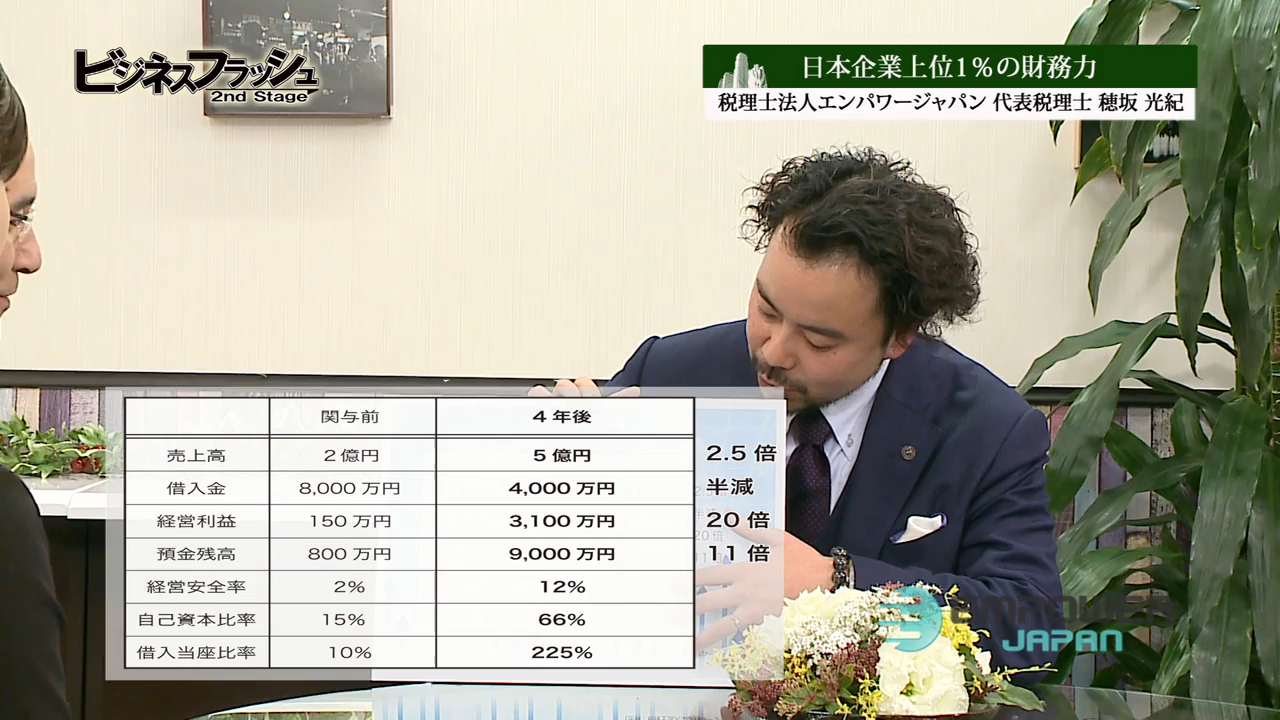 ビジネスフラッシュ
2nd Stage
日本企業上位1%の財務力
税理士法人エンパワージャパン 代表税理士 穂坂 光紀
関与前 4年後
売上高 2億円 5億円 2.5倍
借入金 8,000万円 4,000万円 半減
経営利益 150万円 3,100万円 20倍
預金残高 800万円 9,000万円 11倍
経営安全率 2% 12%
自己資本比率 15% 66%
借入当座比率 10% 225%
EMPOWER
JAPAN